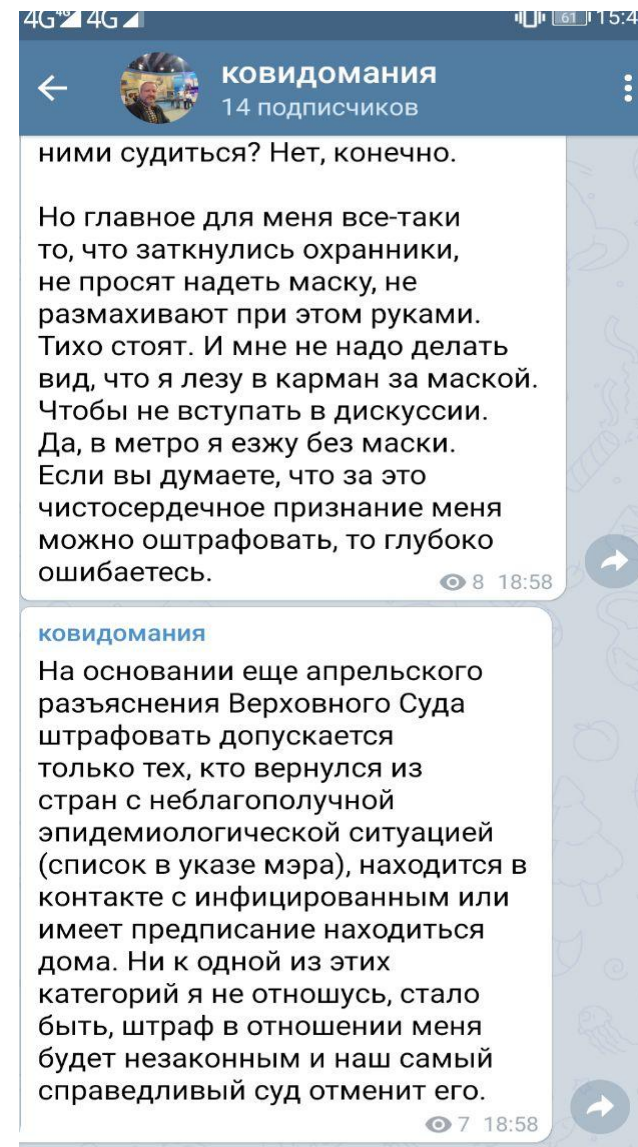 4G 4G 4G 61 15:4
ковидомания
14 подписчиков
ними судиться? Нет, конечно.
Но главное для меня все-таки
то, что заткнулись охранники,
не просят надеть маску, не
размахивают при этом руками.
Тихо стоят. И мне не надо делать
вид, что я лезу в карман за маской.
Чтобы не вступать в дискуссии.
Да, в метро я езжу без маски.
Если вы думаете, что за это
чистосердечное признание меня
можно оштрафовать, то глубоко
ошибаетесь.
8 18:58
ковидомания
На основании еще апрельского
разъяснения Верховного Суда
штрафовать допускается
только тех, кто вернулся из
стран с неблагополучной
эпидемиологической ситуацией
(список в указе мэра), находится в
контакте с инфицированным или
имеет предписание находиться
дома. Ни к одной из этих
категорий я не отношусь, стало
быть, штраф в отношении меня
будет незаконным и наш самый
справедливый суд отменит его.
7 18:58